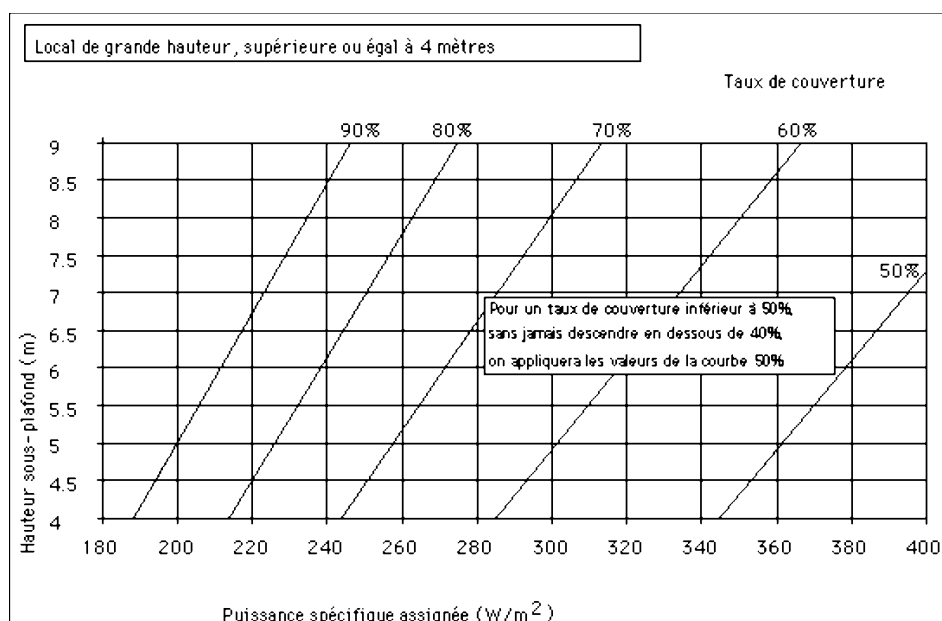 Local de grande hauteur, supérieure ou égal à 4 mètres
Taux de couverture
90% 80% 70% 60%
9
8.5
8
7.5
50%
7
Pour un taux de couverture inférieur à 50%,
6.5
sans jamais descendre en dessous de 40%,
6
on appliquera les valeurs de la courbe 50%
5.5
5
4.5
4
Hauteur sous-plafond (m)
180 200 220 240 260 280 300 320 340 360 380 400
Puissance spécifique assignée (W/m²)